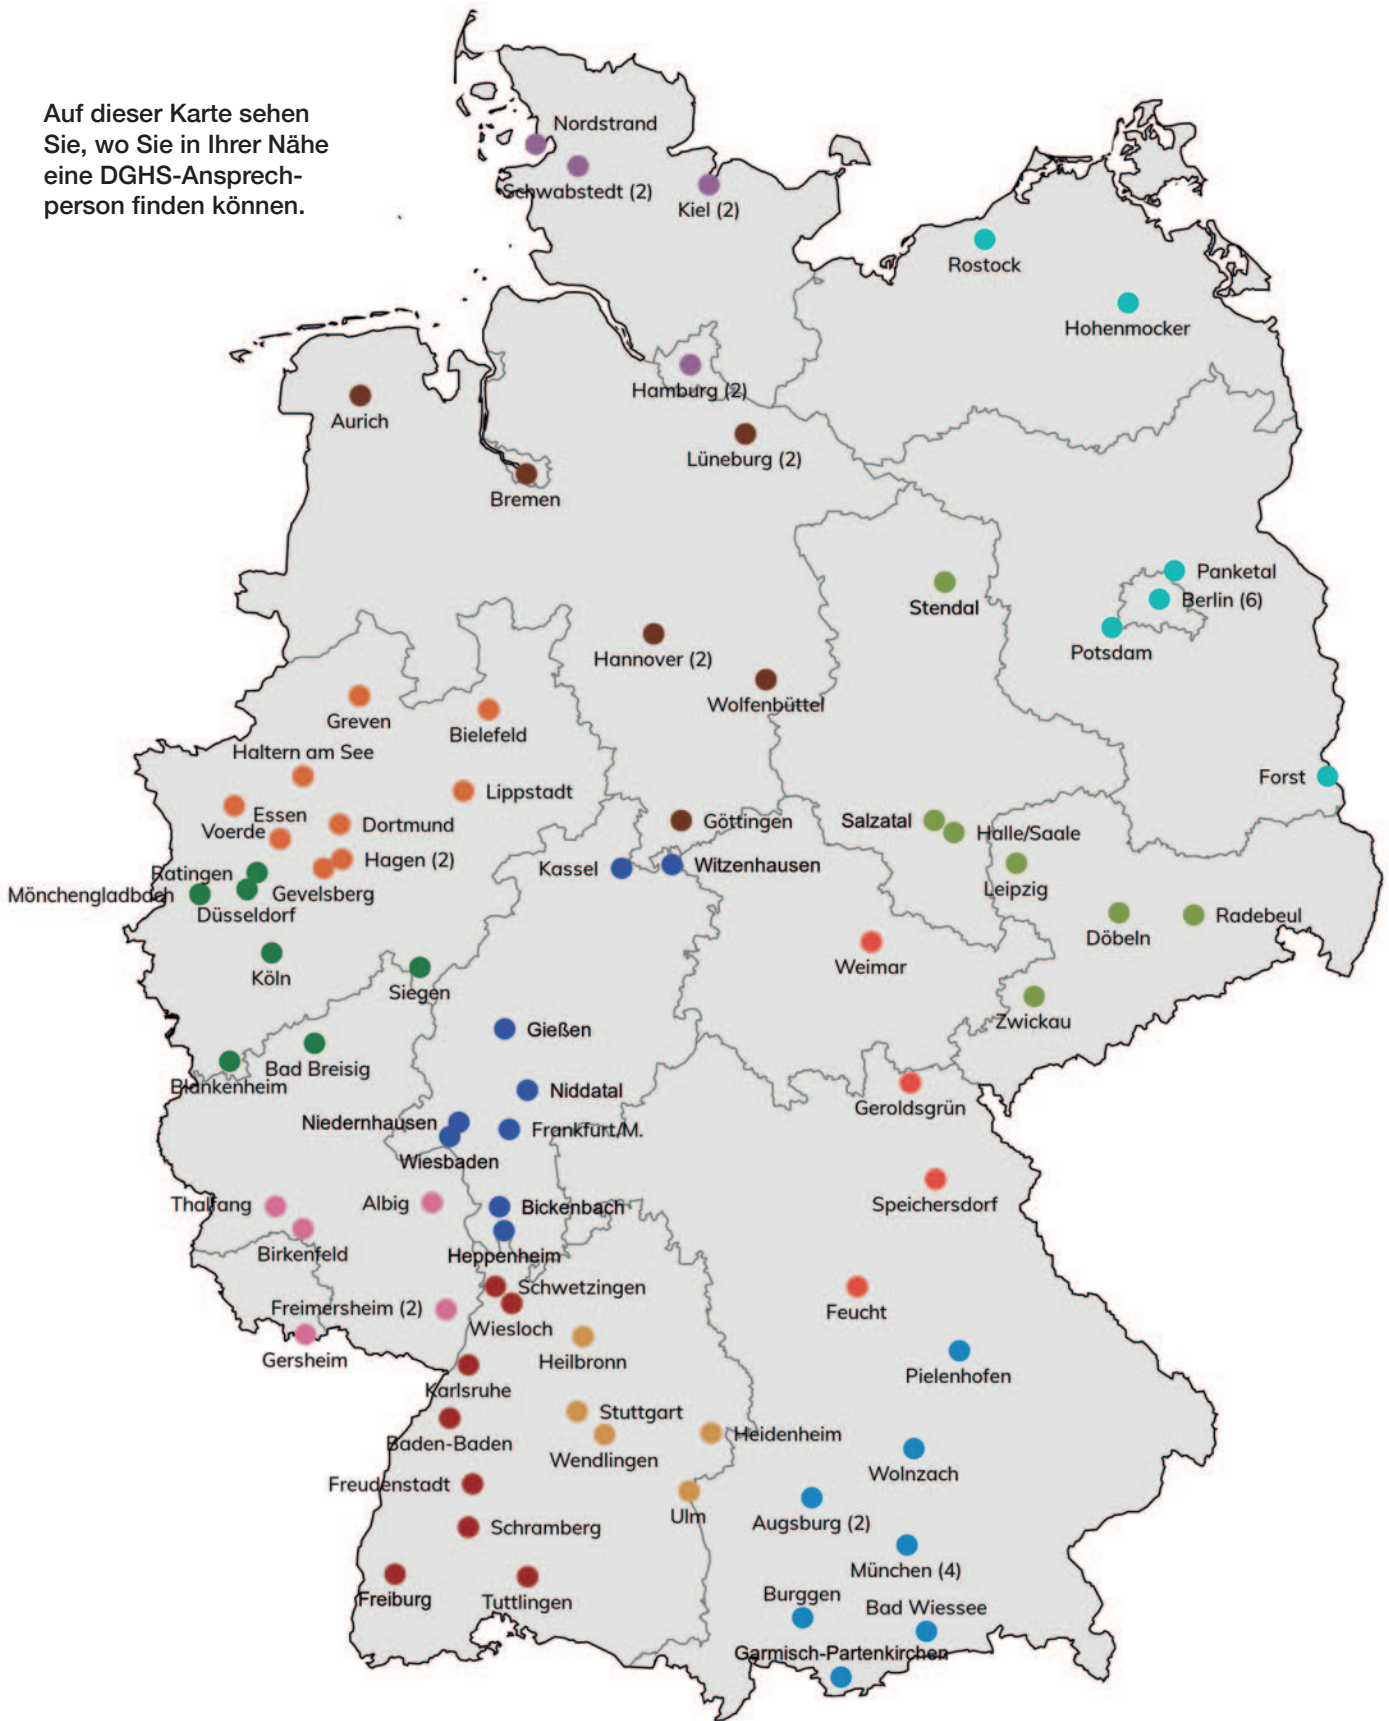 Auf dieser Karte sehen
Sie, wo Sie in Ihrer Nähe
eine DGHS-Ansprech-
person finden können.
Nordstrand
Schwabstedt (2)
Kiel (2)
Rostock
Hohenmocker
Hamburg (2)
Aurich
Lüneburg (2)
Bremen
Panketal
Berlin (6)
Stendal
Potsdam
Hannover (2)
Wolfenbüttel
Greven
Bielefeld
Haltern am See
Forst
Lippstadt
Essen
Voerde
Dortmund
Göttingen
Salzatal
Halle/Saale
Hagen (2)
Kassel
Witzenhausen
Ratingen
Leipzig
Mönchengladbach
Gevelsberg
Düsseldorf
Radebeul
Döbeln
Weimar
Köln
Siegen
Zwickau
Gießen
Bad Breisig
Blankenheim
Niddatal
Geroldsgrün
Niedernhausen
Frankfurt/M.
Wiesbaden
Thalfang
Albig
Bickenbach
Speichersdorf
Birkenfeld
Heppenheim
Schwetzingen
Freimersheim (2)
Feucht
Wiesloch
Gersheim
Heilbronn
Pielenhofen
Karlsruhe
Stuttgart
Heidenheim
Baden-Baden
Wendlingen
Wolnzach
Freudenstadt
Ulm
Augsburg (2)
Schramberg
München (4)
Freiburg
Tuttlingen
Burggen
Bad Wiessee
Garmisch-Partenkirchen